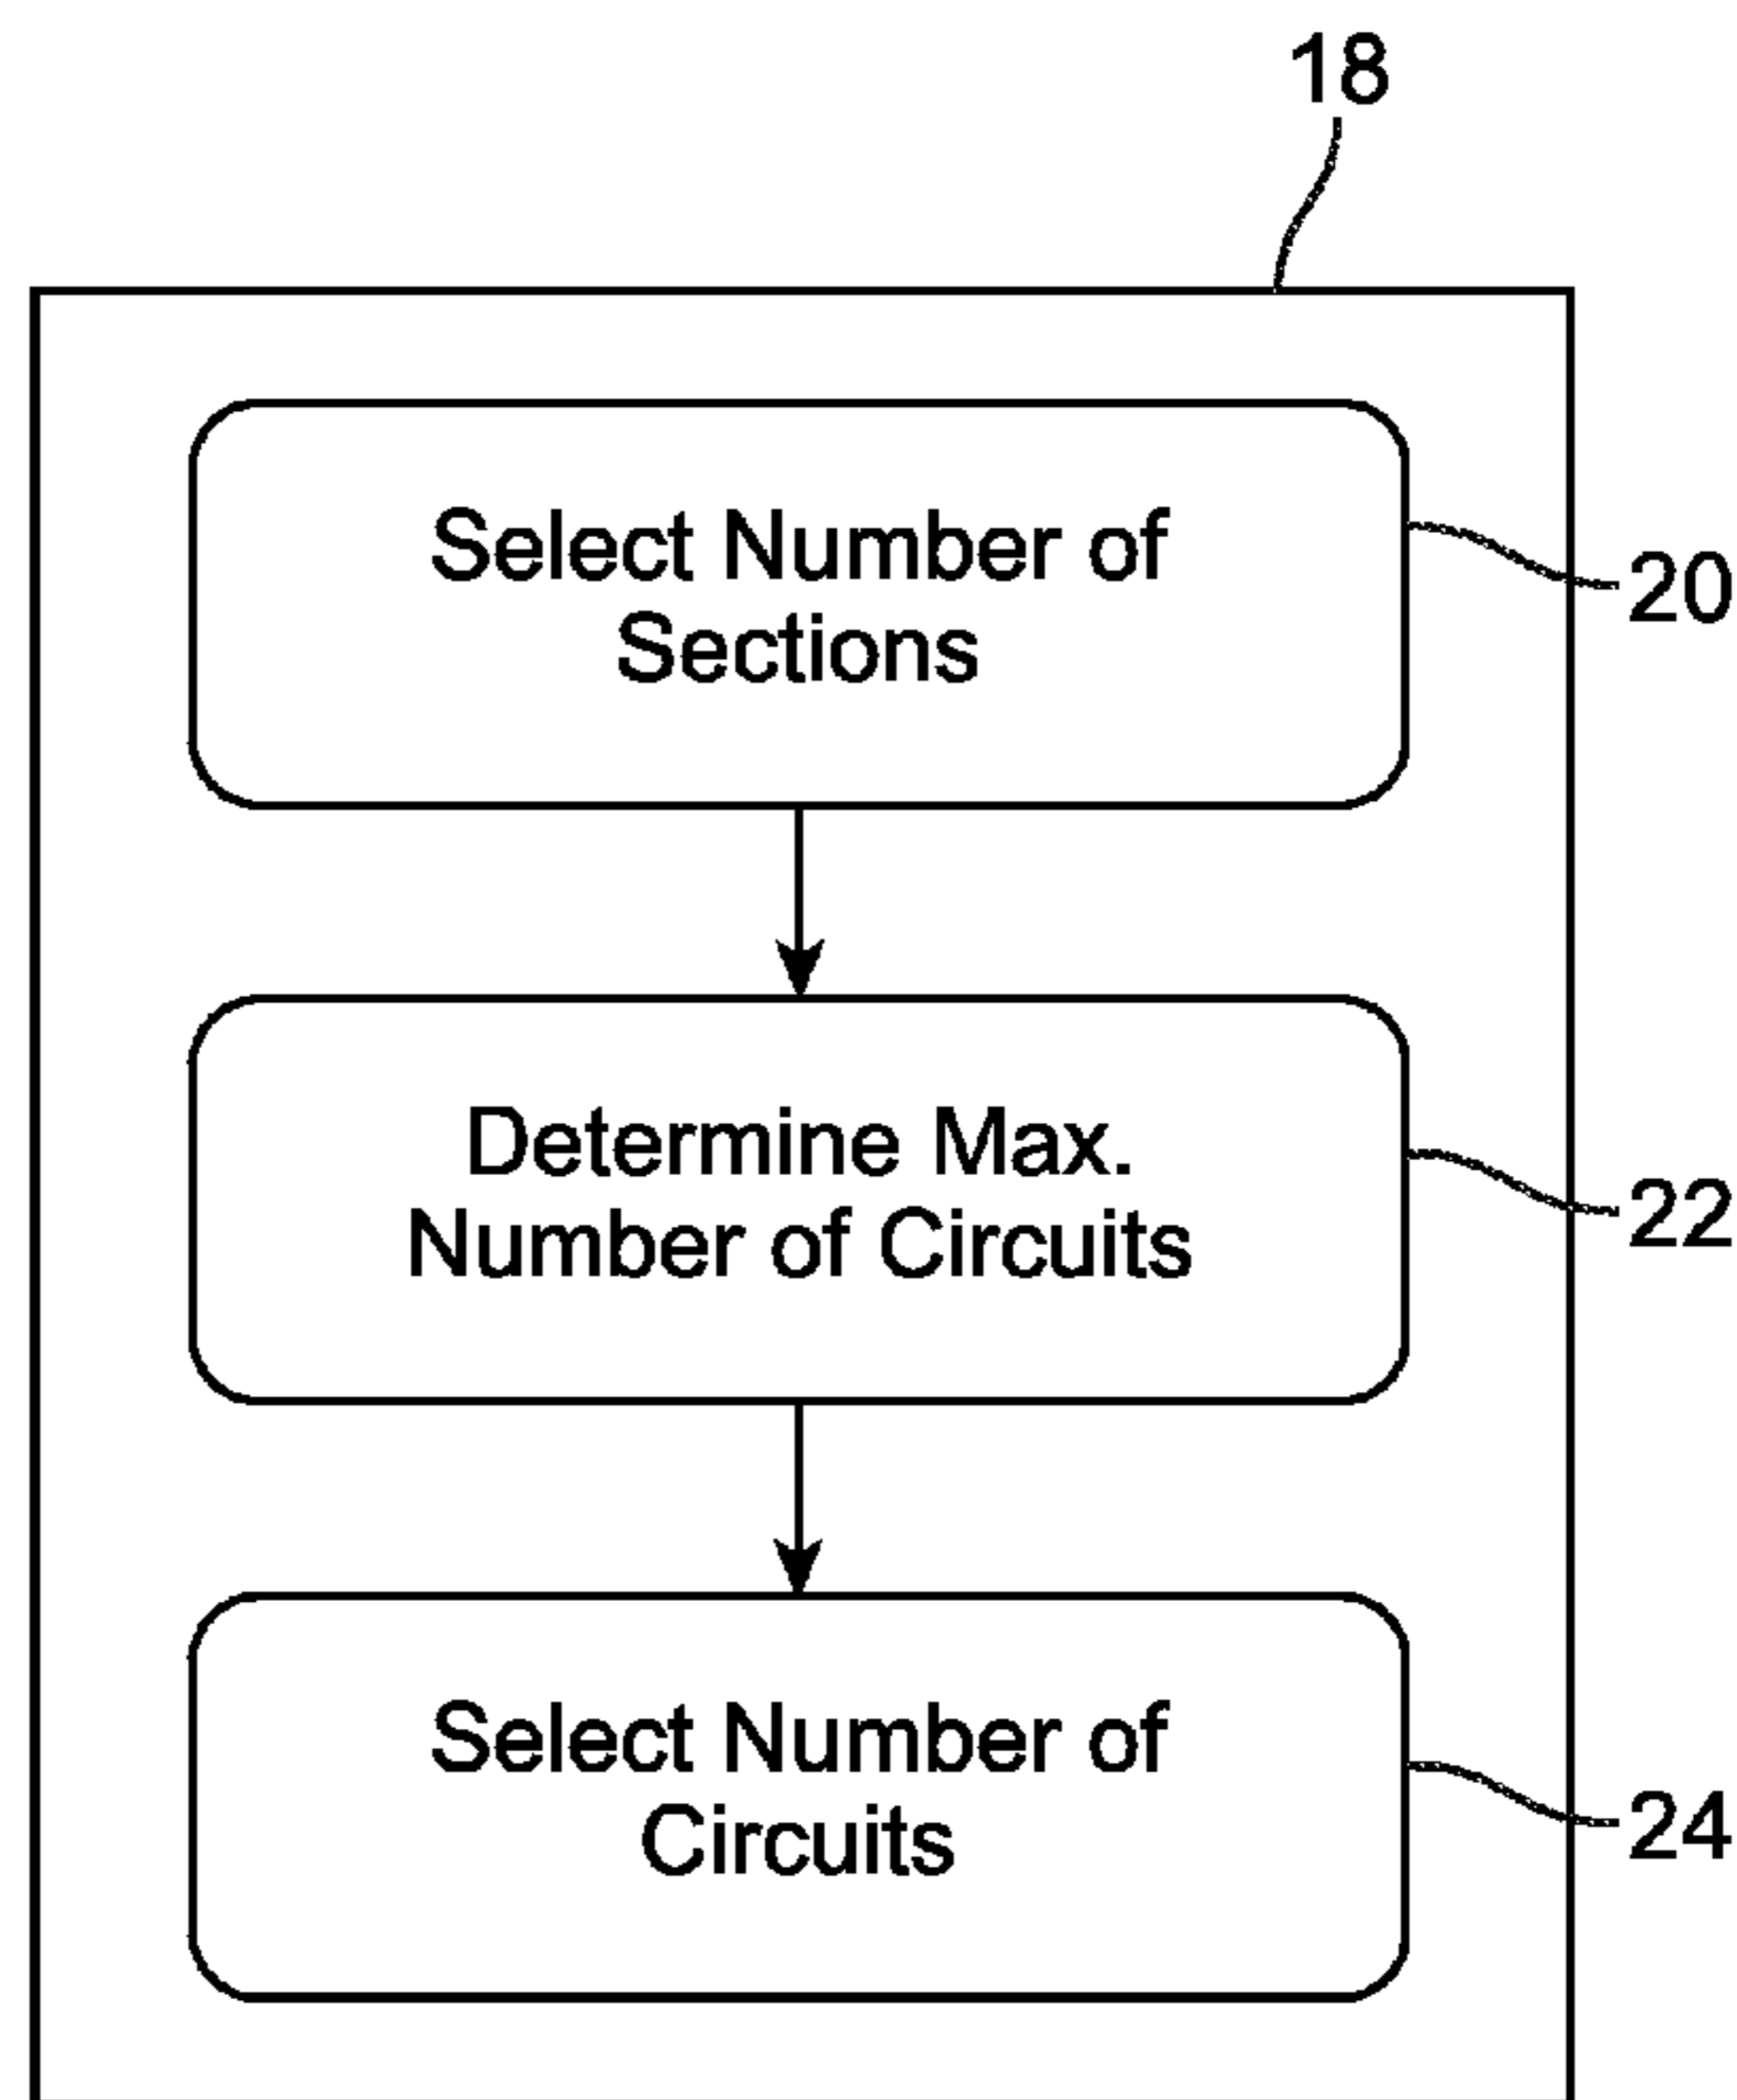 18
Select Number of
Sections
20
Determine Max.
Number of Circuits
22
Select Number of
Circuits
24